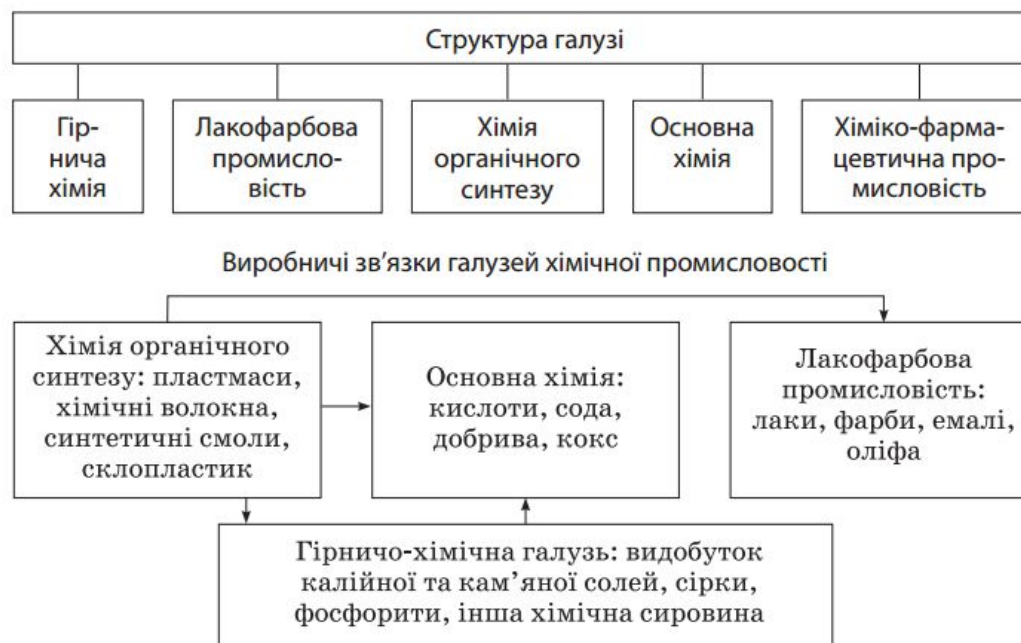 Структура галузі
Гір-
нича
хімія
Лакофарбова
промисло-
вість
Хімія
органічного
синтезу
Основна
хімія
Хіміко-фарма-
цевтична про-
мисловість
Виробничі зв’язки галузей хімічної промисловості
Хімія органічного
синтезу: пластмаси,
хімічні волокна,
синтетичні смоли,
склопластик
Основна хімія:
кислоти, сода,
добрива, кокс
Лакофарбова
промисловість:
лаки, фарби, емалі,
оліфа
Гірничо-хімічна галузь: видобуток
калійної та кам’яної солей, сірки,
фосфорити, інша хімічна сировина